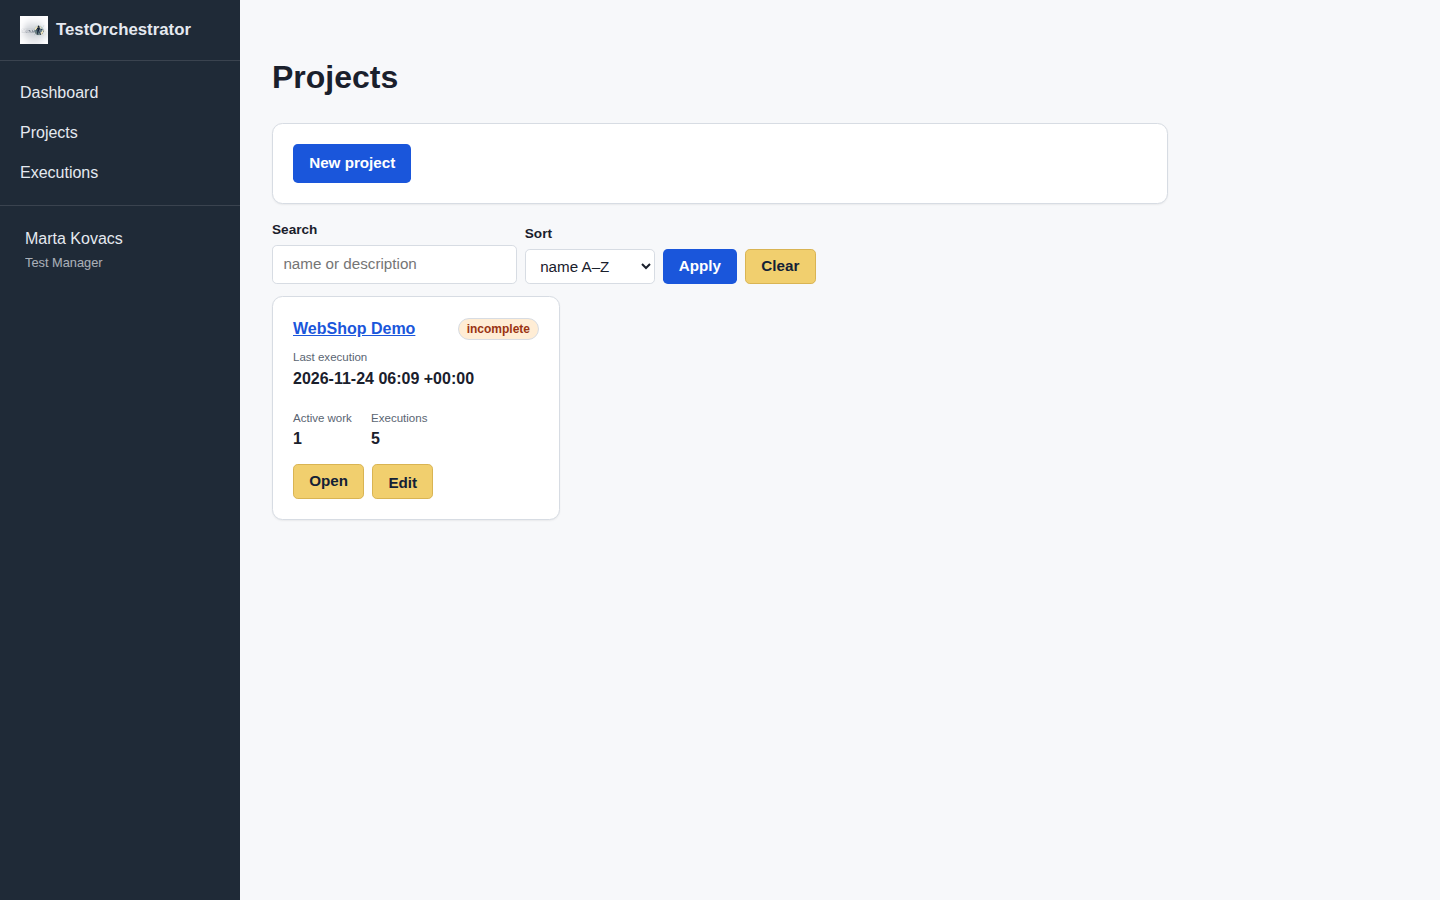 TestOrchestrator
Dashboard
Projects
Executions
Marta Kovacs
Test Manager
Projects
New project
Search
name or description
Sort
name A–Z
Apply
Clear
WebShop Demo
incomplete
Last execution
2026-11-24 06:09 +00:00
Active work
1
Executions
5
Open
Edit